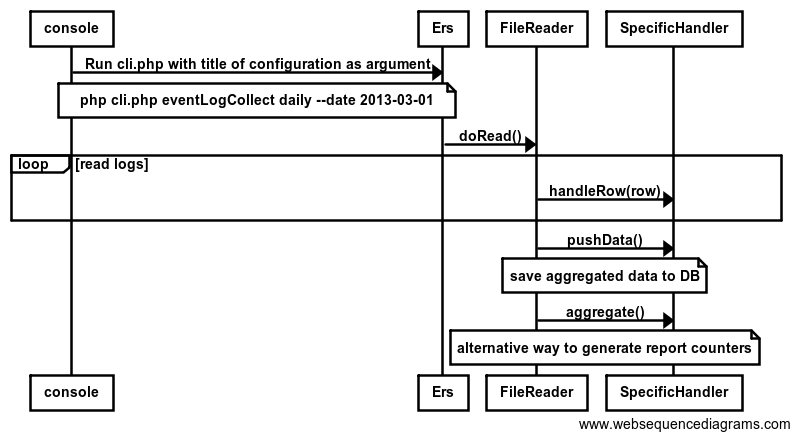 console
Ers
FileReader
SpecificHandler
Run cli.php with title of configuration as argument
php cli.php eventLogCollect daily --date 2013-03-01
doRead()
loop
[read logs]
handleRow(row)
pushData()
save aggregated data to DB
aggregate()
alternative way to generate report counters
console
Ers
FileReader
SpecificHandler
www.websequencediagrams.com